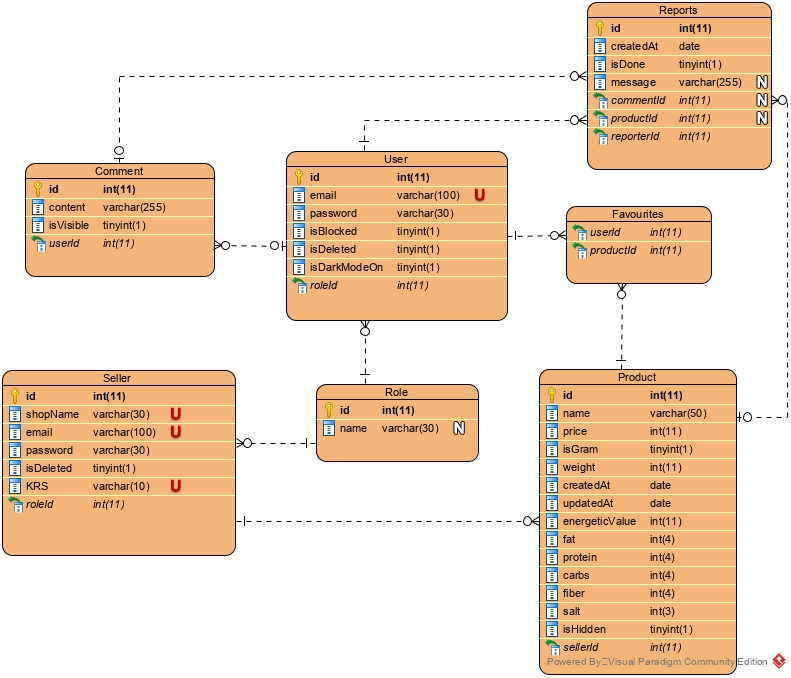 Reports
id int(11)
createdAt date
isDone tinyint(1)
message varchar(255) N
commentId int(11) N
productId int(11) N
reporterId int(11)
Comment
id int(11)
content varchar(255)
isVisible tinyint(1)
userId int(11)
User
id int(11)
email varchar(100) U
password varchar(30)
isBlocked tinyint(1)
isDeleted tinyint(1)
isDarkModeOn tinyint(1)
roleId int(11)
Favourites
userId int(11)
productId int(11)
Seller
id int(11)
shopName varchar(30) U
email varchar(100) U
password varchar(30)
isDeleted tinyint(1)
KRS varchar(10) U
roleId int(11)
Role
id int(11)
name varchar(30) N
Product
id int(11)
name varchar(50)
price int(11)
isGram tinyint(1)
weight int(11)
createdAt date
updatedAt date
energeticValue int(11)
fat int(4)
protein int(4)
carbs int(4)
fiber int(4)
salt int(3)
isHidden tinyint(1)
sellerId int(11)
Powered By Visual Paradigm Community Edition